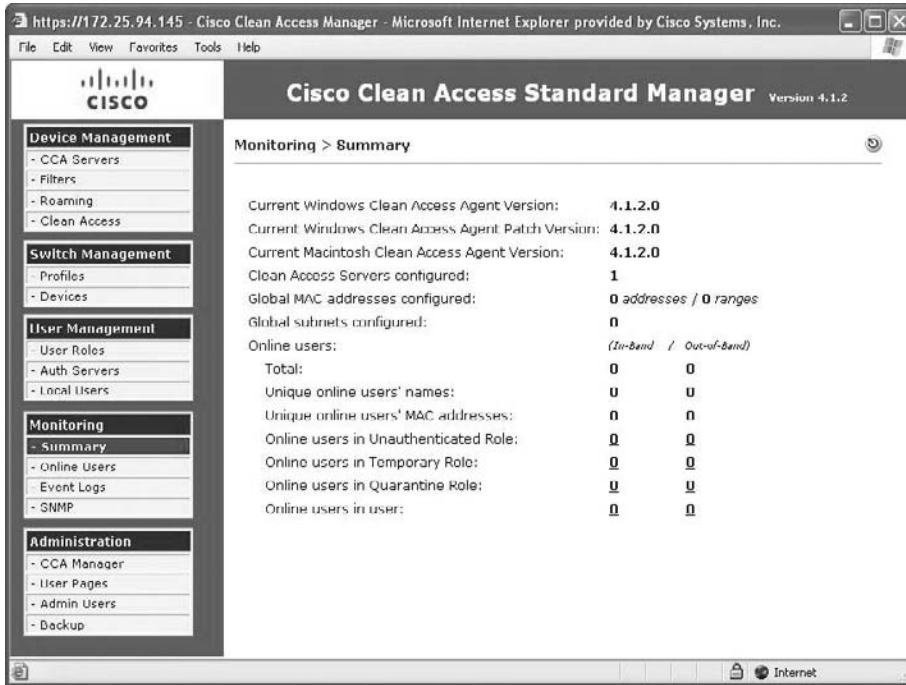 https://172.25.94.145 - Cisco Clean Access Manager - Microsoft Internet Explorer provided by Cisco Systems, Inc.
File Edit View Favorites Tools Help
CISCO
Cisco Clean Access Standard Manager Version 4.1.2
Device Management
- CCA Servers
- Filters
- Roaming
- Clean Access
Switch Management
- Profiles
- Devices
User Management
- User Roles
- Auth Servers
- Local Users
Monitoring
- Summary
- Online Users
- Event Logs
- SNMP
Administration
- CCA Manager
- User Pages
- Admin Users
- Backup
Monitoring > Summary
Current Windows Clean Access Agent Version: 4.1.2.0
Current Windows Clean Access Agent Patch Version: 4.1.2.0
Current Macintosh Clean Access Agent Version: 4.1.2.0
Clean Access Servers configured: 1
Global MAC addresses configured: 0 addresses / 0 ranges
Global subnets configured: 0
Online users: (In-Band / Out-of-Band)
Total: 0 0
Unique online users' names: 0 0
Unique online users' MAC addresses: 0 0
Online users in Unauthenticated Role: 0 0
Online users in Temporary Role: 0 0
Online users in Quarantine Role: 0 0
Online users in user: 0 0
Internet